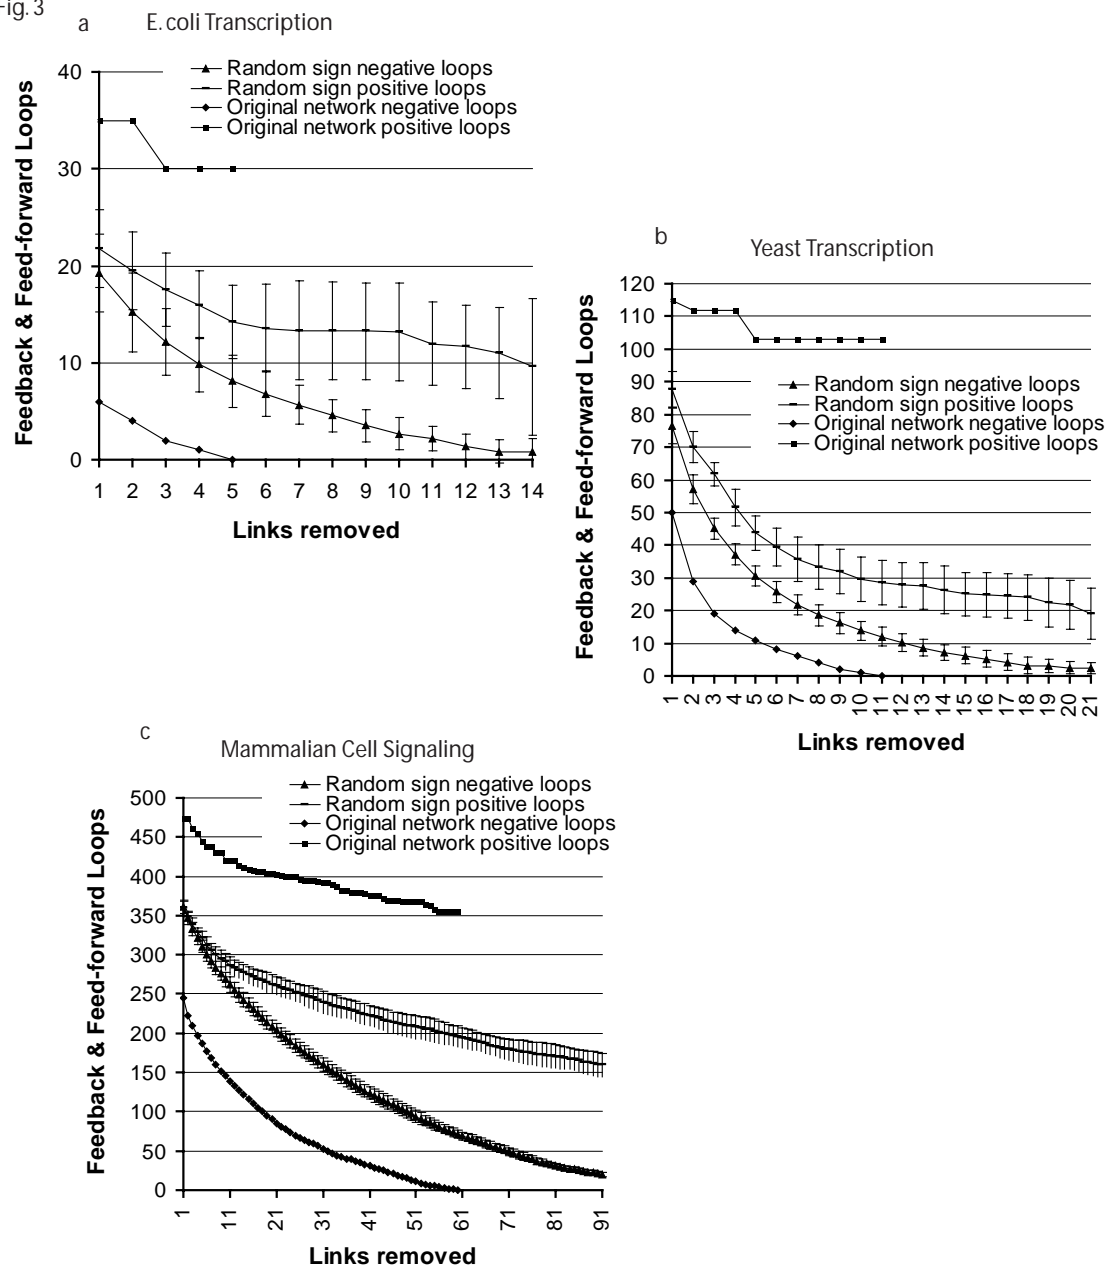 Fig. 3
a E. coli Transcription
Random sign negative loops
Random sign positive loops
Original network negative loops
Original network positive loops
Feedback & Feed-forward Loops
40
30
20
10
0
1 2 3 4 5 6 7 8 9 10 11 12 13 14
Links removed
b Yeast Transcription
Random sign negative loops
Random sign positive loops
Original network negative loops
Original network positive loops
Feedback & Feed-forward Loops
120
110
100
90
80
70
60
50
40
30
20
10
0
1 2 3 4 5 6 7 8 9 10 11 12 13 14 15 16 17 18 19 20 21
Links removed
c Mammalian Cell Signaling
Random sign negative loops
Random sign positive loops
Original network negative loops
Original network positive loops
Feedback & Feed-forward Loops
500
450
400
350
300
250
200
150
100
50
0
1 11 21 31 41 51 61 71 81 91
Links removed